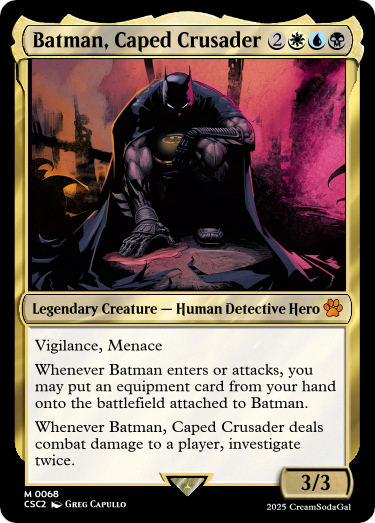 Batman, Caped Crusader 2
Legendary Creature — Human Detective Hero
Vigilance, Menace
Whenever Batman enters or attacks, you
may put an equipment card from your hand
onto the battlefield attached to Batman.
Whenever Batman, Caped Crusader deals
combat damage to a player, investigate
twice.
3/3
M 0068
CSC2 Greg Capullo
2025 CreamSodaGal